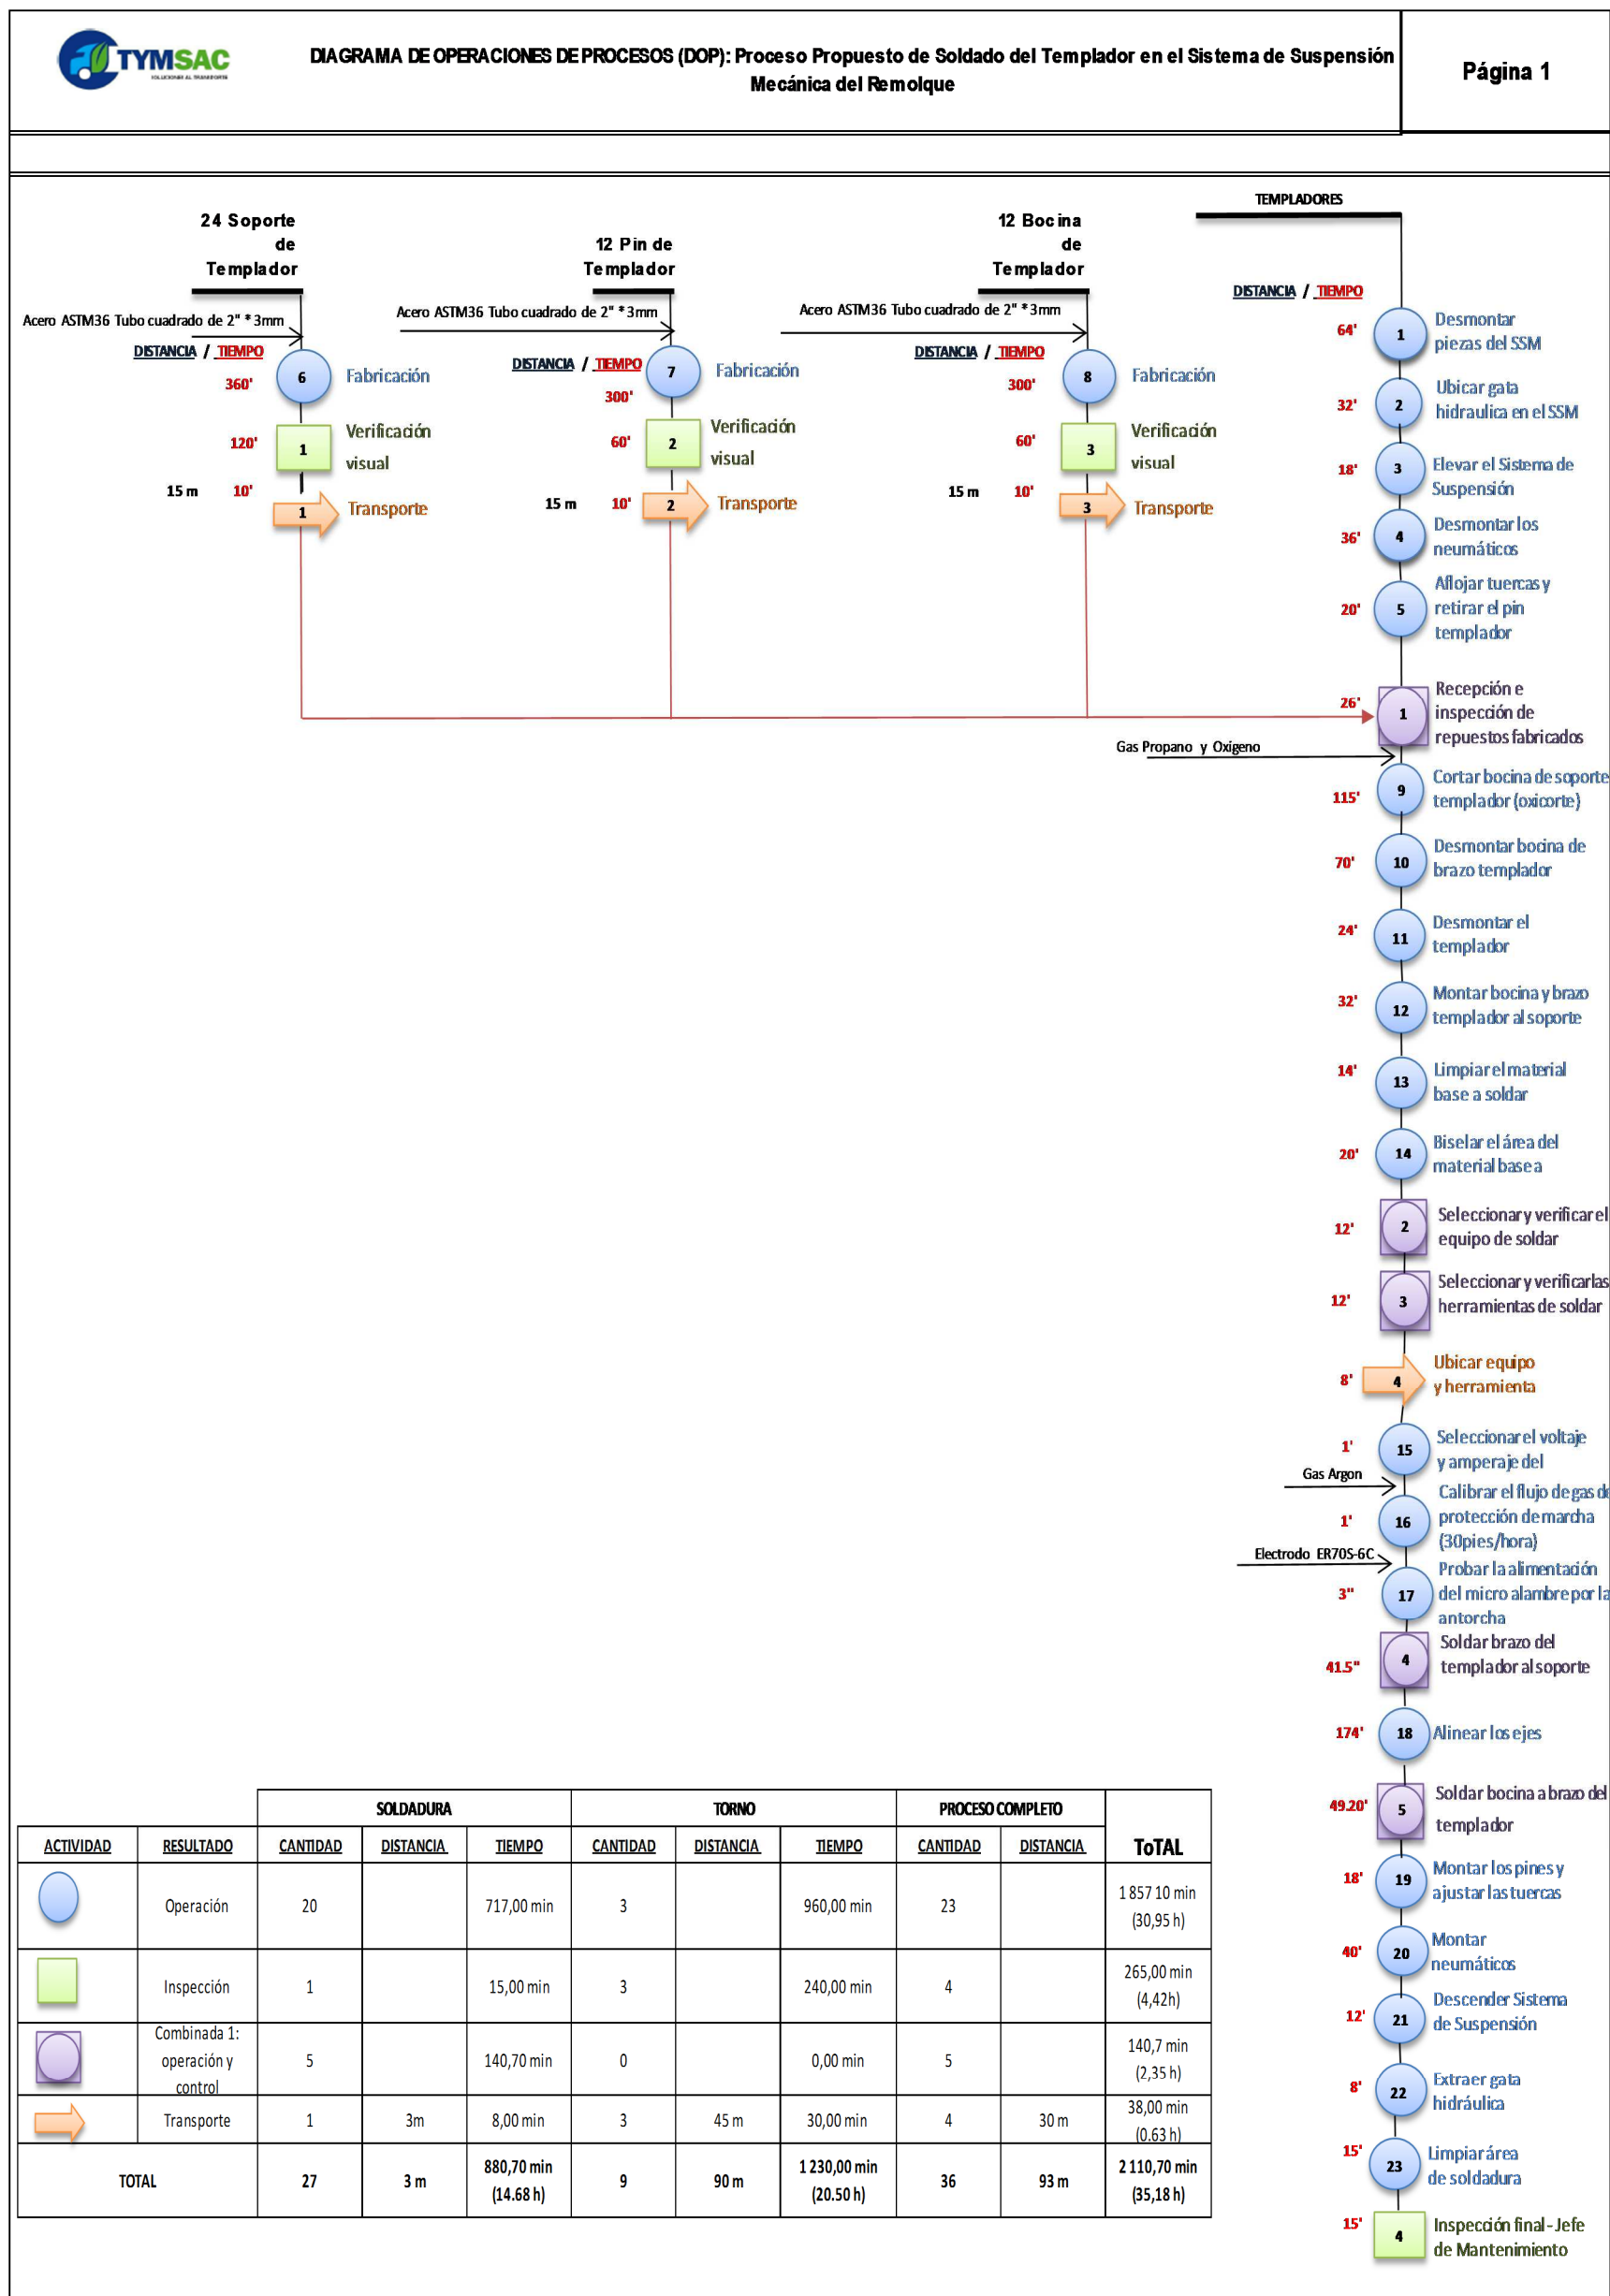 TYMSAC
SOLUCIONES AL TRANSPORTE
DIAGRAMA DE OPERACIONES DE PROCESOS (DOP): Proceso Propuesto de Soldado del Templador en el Sistema de Suspensión
Mecánica del Remolque
Página 1
24 Soporte
de
Templador
Acero ASTM36 Tubo cuadrado de 2" * 3mm
DISTANCIA / TIEMPO
360' 6 Fabricación
120' 1 Verificación
visual
15 m 10' 1 Transporte
12 Pin de
Templador
Acero ASTM36 Tubo cuadrado de 2" * 3mm
DISTANCIA / TIEMPO
300' 7 Fabricación
60' 2 Verificación
visual
15 m 10' 2 Transporte
12 Bocina
de
Templador
Acero ASTM36 Tubo cuadrado de 2" * 3mm
DISTANCIA / TIEMPO
300' 8 Fabricación
60' 3 Verificación
visual
15 m 10' 3 Transporte
TEMPLADORES
DISTANCIA / TIEMPO
64' 1 Desmontar
piezas del SSM
32' 2 Ubicar gata
hidraulica en el SSM
18' 3 Elevar el Sistema de
Suspensión
36' 4 Desmontar los
neumáticos
20' 5 Aflojar tuercas y
retirar el pin
templador
26' 1 Recepción e
inspección de
repuestos fabricados
Gas Propano y Oxigeno
115' 9 Cortar bocina de soporte
templador (oxicorte)
70' 10 Desmontar bocina de
brazo templador
24' 11 Desmontar el
templador
32' 12 Montar bocina y brazo
templador al soporte
14' 13 Limpiar el material
base a soldar
20' 14 Biselar el área del
material base a
12' 2 Seleccionar y verificar el
equipo de soldar
12' 3 Seleccionar y verificar las
herramientas de soldar
8' 4 Ubicar equipo
y herramienta
1' 15 Seleccionar el voltaje
y amperaje del
Gas Argon
1' 16 Calibrar el flujo de gas de
protección de marcha
(30pies/hora)
Electrodo ER70S-6C
3" 17 Probar la alimentación
del micro alambre por la
antorcha
41.5" 4 Soldar brazo del
templador al soporte
174' 18 Alinear los ejes
49.20' 5 Soldar bocina a brazo del
templador
18' 19 Montar los pines y
ajustar las tuercas
40' 20 Montar
neumáticos
12' 21 Descender Sistema
de Suspensión
8' 22 Extraer gata
hidráulica
15' 23 Limpiar área
de soldadura
15' 4 Inspección final - Jefe
de Mantenimiento
SOLDADURA TORNO PROCESO COMPLETO ToTAL
ACTIVIDAD RESULTADO CANTIDAD DISTANCIA TIEMPO CANTIDAD DISTANCIA TIEMPO CANTIDAD DISTANCIA
Operación 20 717,00 min 3 960,00 min 23 1 857 10 min
(30,95 h)
Inspección 1 15,00 min 3 240,00 min 4 265,00 min
(4,42h)
Combinada 1:
operación y
control 5 140,70 min 0 0,00 min 5 140,7 min
(2,35 h)
Transporte 1 3m 8,00 min 3 45 m 30,00 min 4 30 m 38,00 min
(0.63 h)
TOTAL 27 3 m 880,70 min
(14.68 h) 9 90 m 1 230,00 min
(20.50 h) 36 93 m 2 110,70 min
(35,18 h)